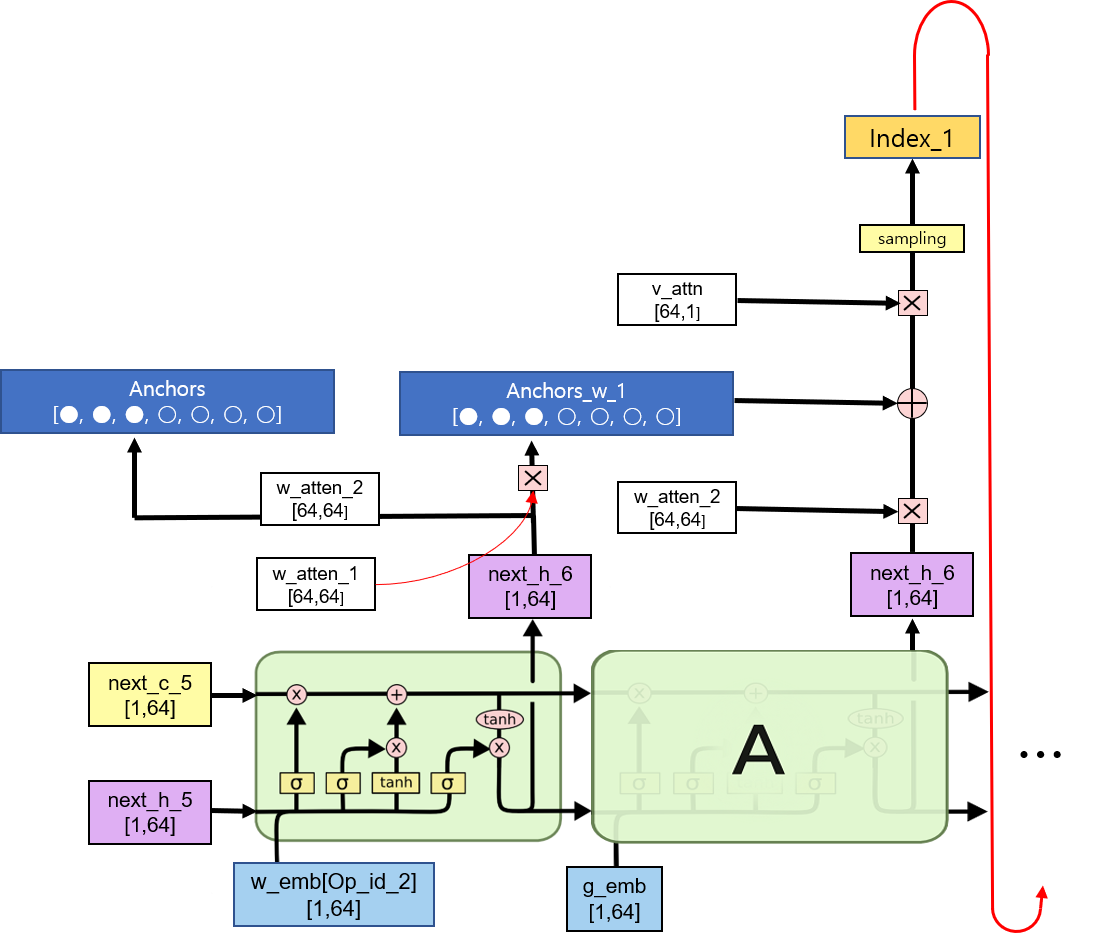 Index_1
sampling
v_attn
[64,1]
Anchors
[●, ●, ●, ○, ○, ○, ○]
Anchors_w_1
[●, ●, ●, ○, ○, ○, ○]
w_atten_2
[64,64]
w_atten_2
[64,64]
w_atten_1
[64,64]
next_h_6
[1,64]
next_h_6
[1,64]
next_c_5
[1,64]
x
+
tanh
x
x
σ
σ
tanh
σ
x
+
tanh
x
A
...
σ
σ
σ
next_h_5
[1,64]
w_emb[Op_id_2]
[1,64]
g_emb
[1,64]